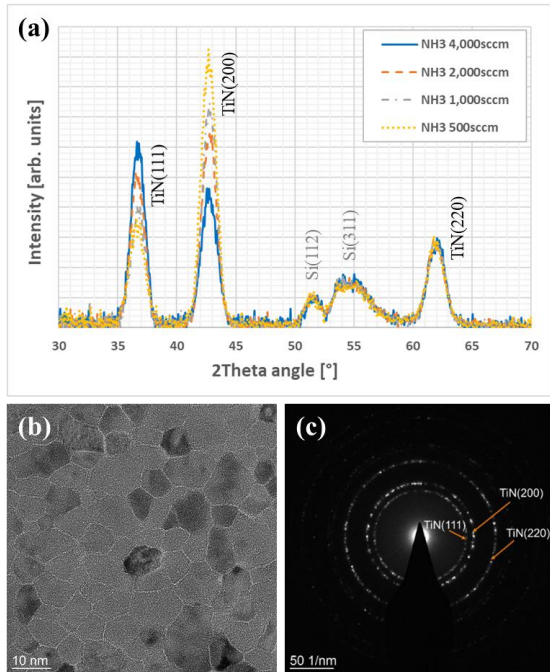 (a)
Intensity [arb. units]
TiN(111)
TiN(200)
Si(112)
Si(311)
TiN(220)
NH3 4,000sccm
NH3 2,000sccm
NH3 1,000sccm
NH3 500sccm
30 35 40 45 50 55 60 65 70
2Theta angle [°]
(b)
10 nm
(c)
TiN(200)
TiN(111)
TiN(220)
50 1/nm